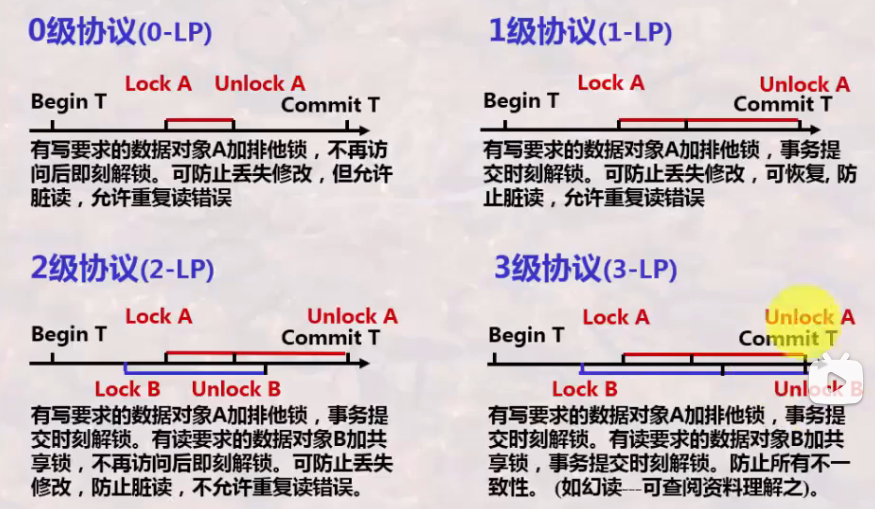 0级协议(0-LP)
Lock A Unlock A
Begin T Commit T
有写要求的数据对象A加排他锁，不再访
问后即刻解锁。可防止丢失修改，但允许
脏读，允许重复读错误
1级协议(1-LP)
Lock A Unlock A
Begin T Commit T
有写要求的数据对象A加排他锁，事务提
交时刻解锁。可防止丢失修改，可恢复, 防
止脏读，允许重复读错误
2级协议(2-LP)
Lock A Unlock A
Begin T Commit T
Lock B Unlock B
有写要求的数据对象A加排他锁，事务提
交时刻解锁。有读要求的数据对象B加共
享锁，不再访问后即刻解锁。可防止丢失
修改，防止脏读，不允许重复读错误。
3级协议(3-LP)
Lock A Unlock A
Begin T Commit T
Lock B Unlock B
有写要求的数据对象A加排他锁，事务提
交时刻解锁。有读要求的数据对象B加共
享锁，事务提交时刻解锁。防止所有不一
致性。 (如幻读---可查阅资料理解之)。